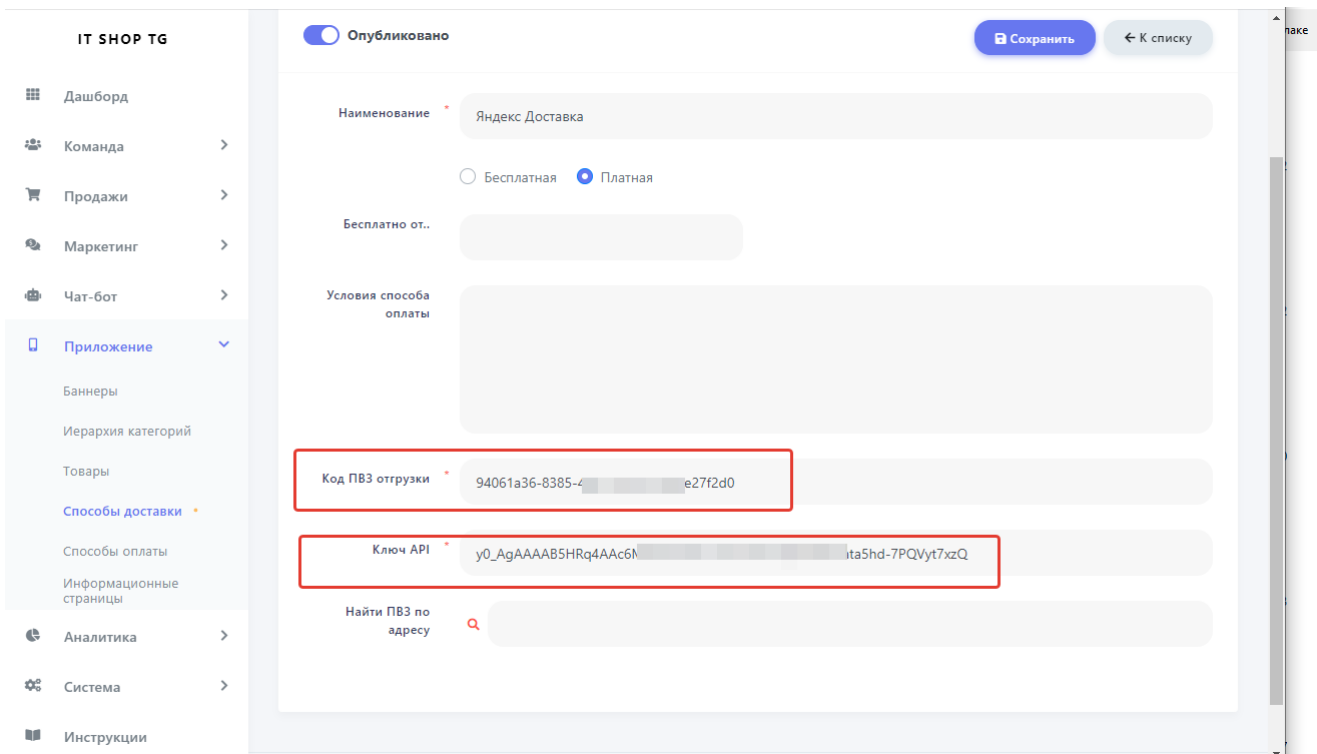 IT SHOP TG
Дашборд
Команда
Продажи
Маркетинг
Чат-бот
Приложение
Баннеры
Иерархия категорий
Товары
Способы доставки
Способы оплаты
Информационные
страницы
Аналитика
Система
Инструкции
Опубликовано
Сохранить
К списку
Наименование *
Яндекс Доставка
Бесплатная
Платная
Бесплатно от..
Условия способа
оплаты
Код ПВЗ отгрузки *
94061a36-8385- e27f2d0
Ключ API *
y0_AgAAAAB5HRq4AAc6 ta5hd-7PQVyt7xzQ
Найти ПВЗ по
адресу
лаке